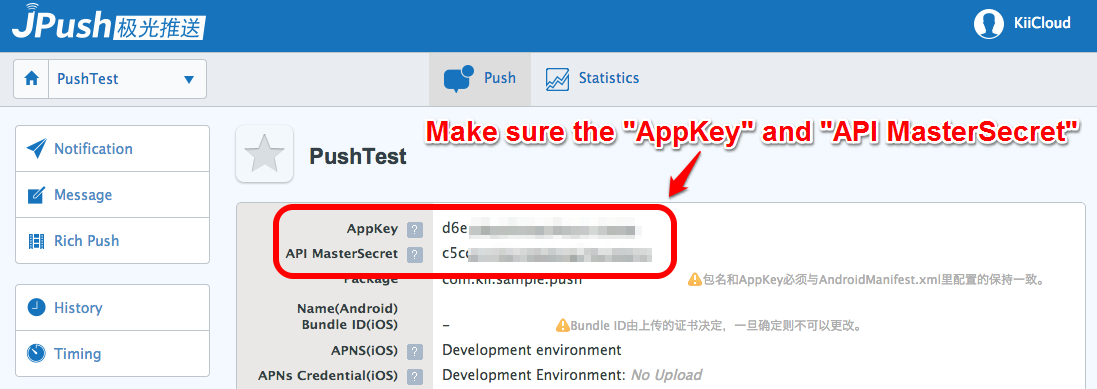 JPush极光推送
KiiCloud
PushTest
Push
Statistics
Make sure the "AppKey" and "API MasterSecret"
Notification
Message
Rich Push
History
Timing
PushTest
AppKey ? d6e
API MasterSecret ? c5c
Package com.kii.sample.push 包名和AppKey必须与AndroidManifest.xml里配置的保持一致。
Name(Android)
Bundle ID(iOS) – Bundle ID由上传的证书决定，一旦确定则不可以更改。
APNS(iOS) ? Development environment
APNs Credential(iOS) ? Development Environment: No Upload